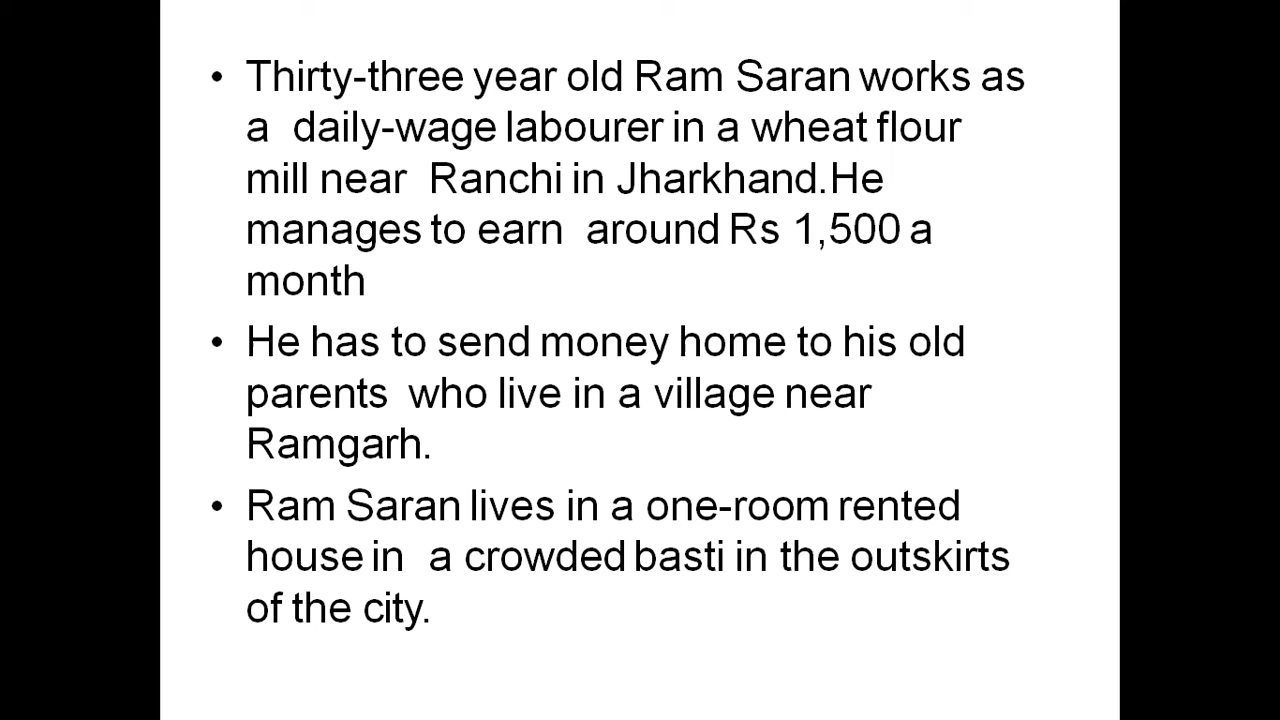 • Thirty-three year old Ram Saran works as
a  daily-wage labourer in a wheat flour
mill near  Ranchi in Jharkhand.He
manages to earn  around Rs 1,500 a
month
• He has to send money home to his old
parents  who live in a village near
Ramgarh.
• Ram Saran lives in a one-room rented
house in  a crowded basti in the outskirts
of the city.